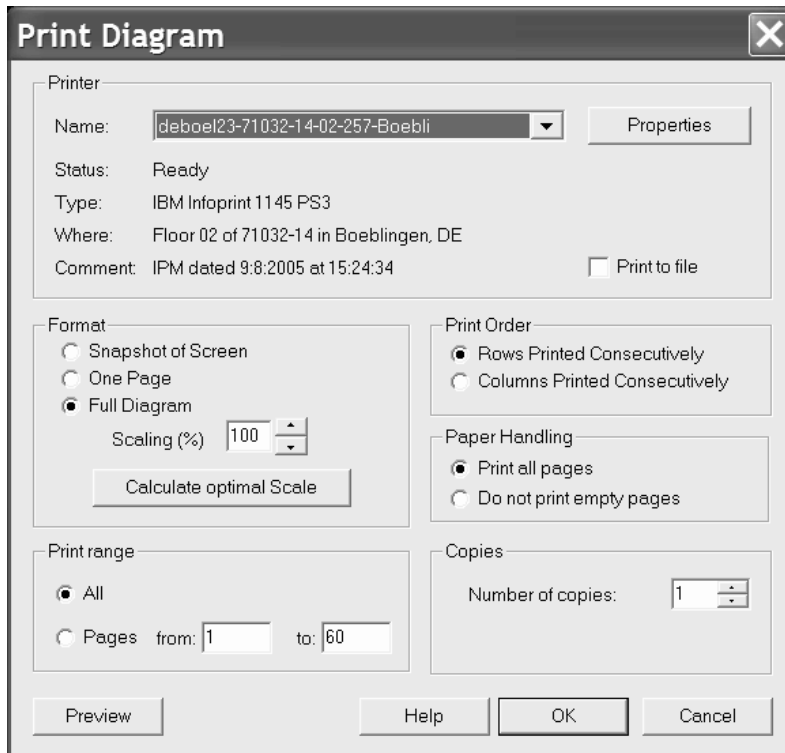 Print Diagram
Printer
Name: deboel23-71032-14-02-257-Boebli Properties
Status: Ready
Type: IBM Infoprint 1145 PS3
Where: Floor 02 of 71032-14 in Boeblingen, DE
Comment: IPM dated 9:8:2005 at 15:24:34 Print to file
Format
Snapshot of Screen
One Page
Full Diagram
Scaling (%) 100
Calculate optimal Scale
Print Order
Rows Printed Consecutively
Columns Printed Consecutively
Paper Handling
Print all pages
Do not print empty pages
Print range
All
Pages from: 1 to: 60
Copies
Number of copies: 1
Preview Help OK Cancel